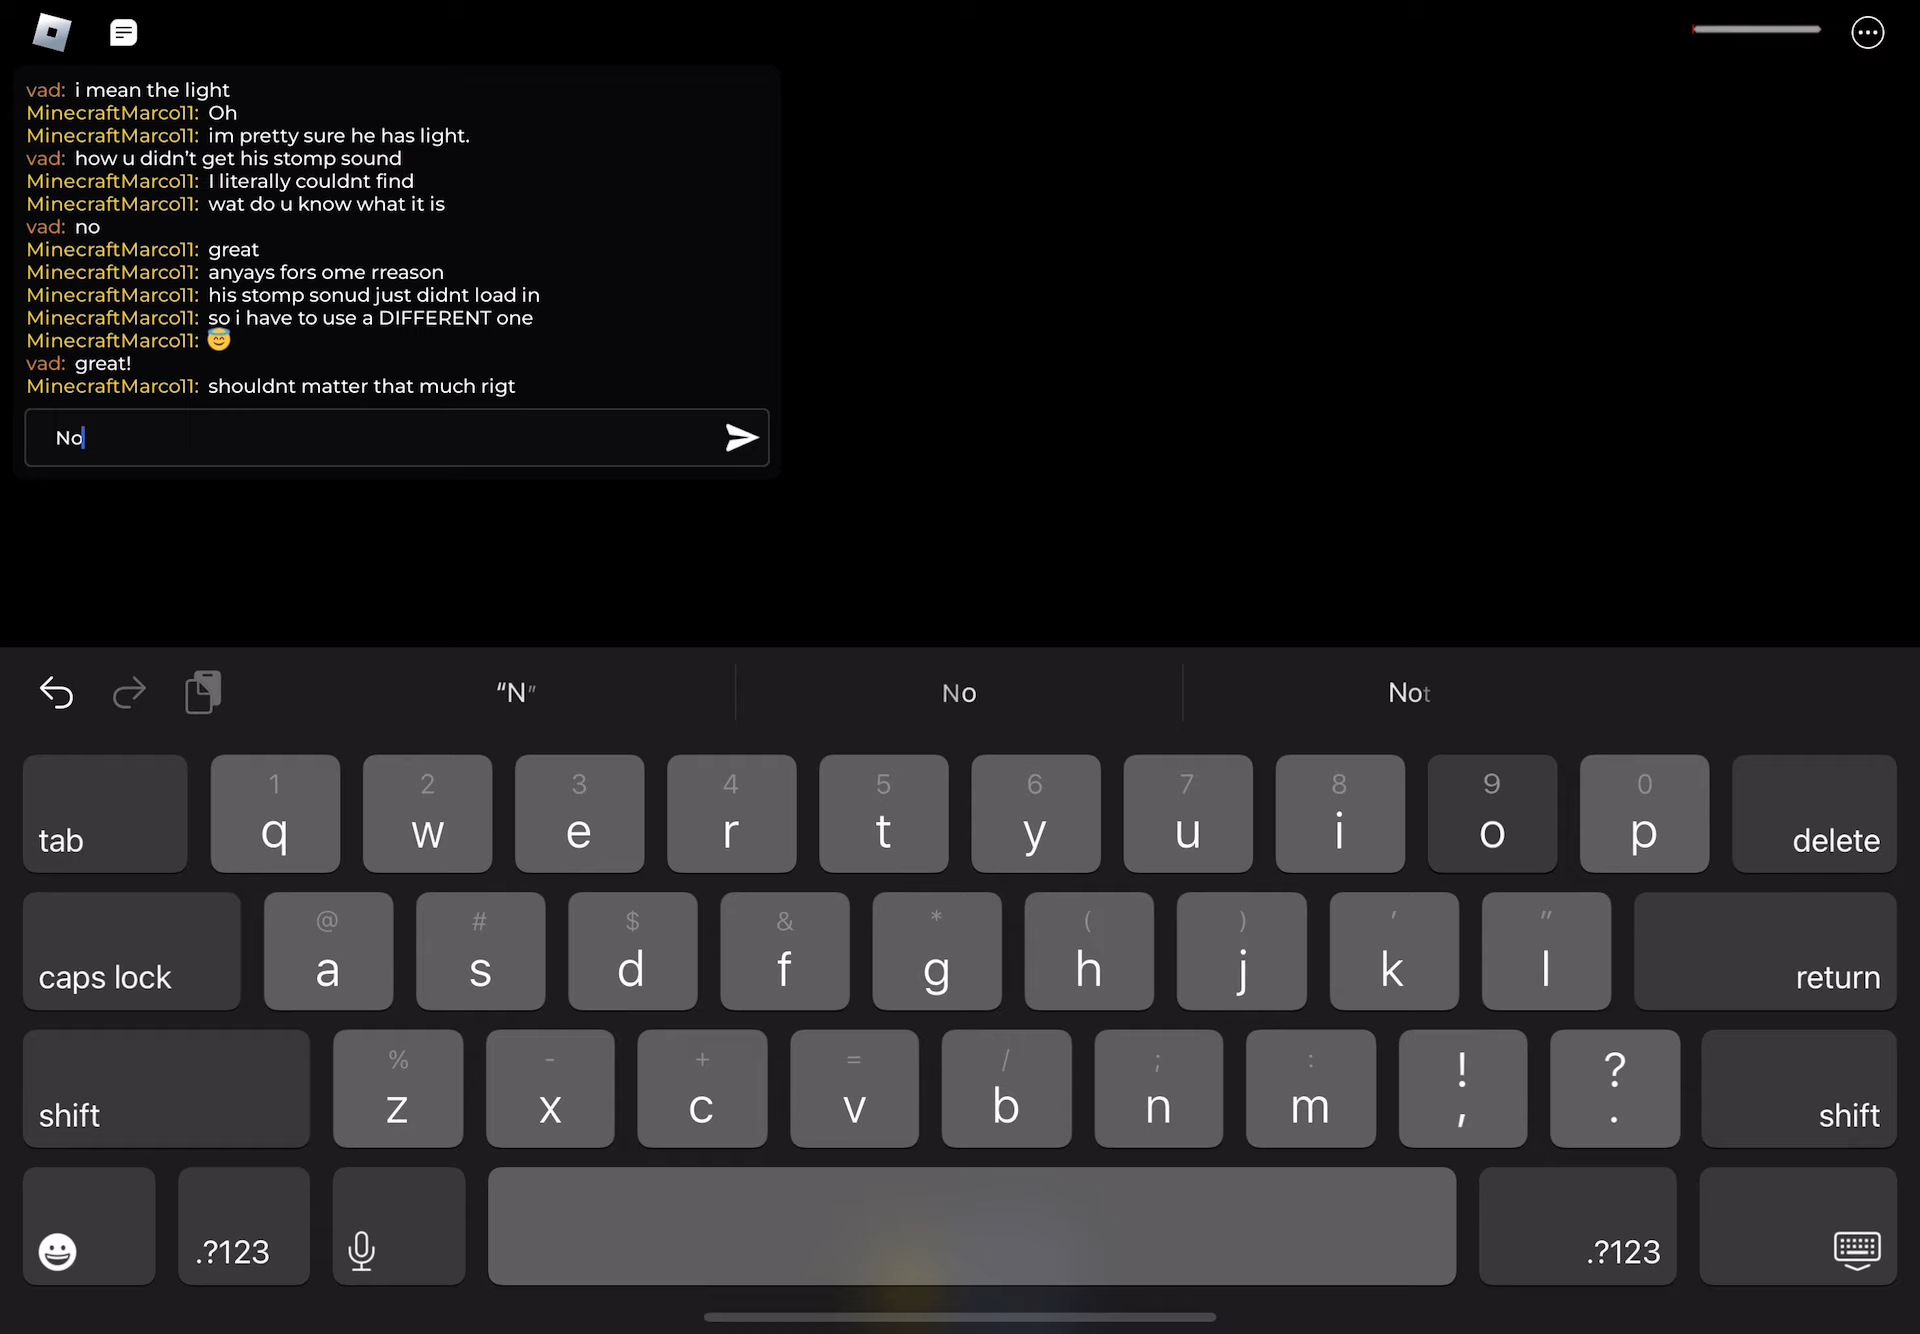 vad: i mean the light
MinecraftMarco11: Oh
MinecraftMarco11: im pretty sure he has light.
vad: how u didn't get his stomp sound
MinecraftMarco11: I literally couldnt find
MinecraftMarco11: wat do u know what it is
vad: no
MinecraftMarco11: great
MinecraftMarco11: anyays fors ome rreason
MinecraftMarco11: his stomp sonud just didnt load in
MinecraftMarco11: so i have to use a DIFFERENT one
MinecraftMarco11: 😇
vad: great!
MinecraftMarco11: shouldnt matter that much rigt
No
“N” No Not
1 2 3 4 5 6 7 8 9 0
tab q w e r t y u i o p delete
@ # $ & * ( ) ' "
caps lock a s d f g h j k l return
% - + = / ; : ! ?
shift z x c v b n m , . shift
.?123 .?123